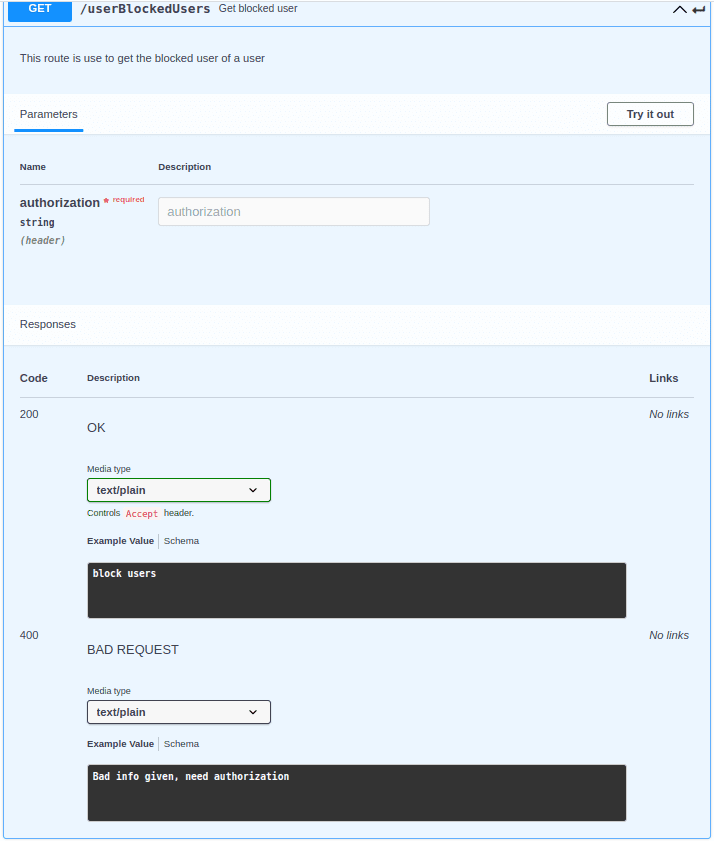 GET /userBlockedUsers Get blocked user
This route is use to get the blocked user of a user
Parameters
Try it out
Name Description
authorization * required
authorization
string
(header)
Responses
Code Description Links
200 No links
OK
Media type
text/plain
Controls Accept header.
Example Value Schema
block users
400 No links
BAD REQUEST
Media type
text/plain
Example Value Schema
Bad info given, need authorization